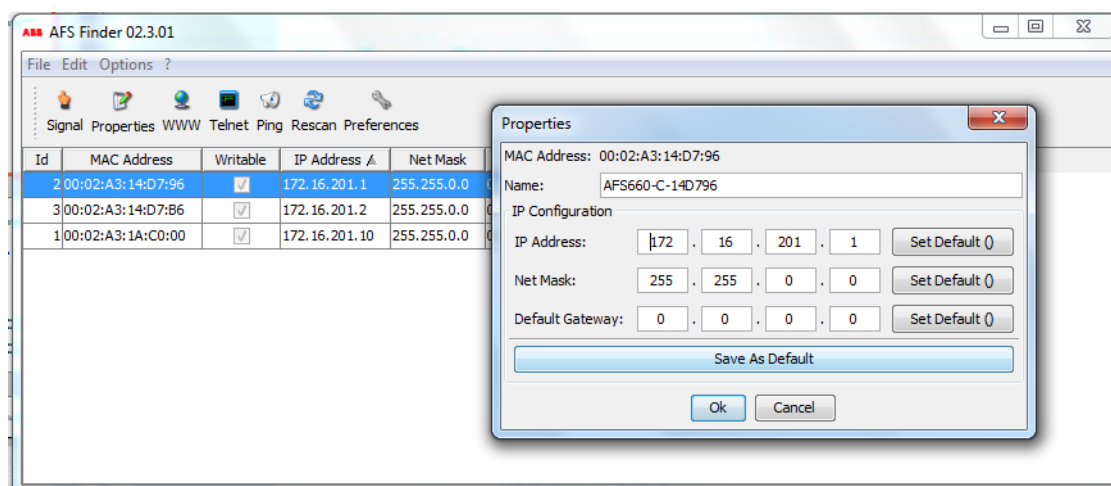 ABB AFS Finder 02.3.01
File Edit Options ?
Signal Properties WWW Telnet Ping Rescan Preferences
Id MAC Address Writable IP Address Net Mask
2 00:02:A3:14:D7:96 172.16.201.1 255.255.0.0
3 00:02:A3:14:D7:B6 172.16.201.2 255.255.0.0
1 00:02:A3:1A:C0:00 172.16.201.10 255.255.0.0
Properties
MAC Address: 00:02:A3:14:D7:96
Name: AFS660-C-14D796
IP Configuration
IP Address: 172 . 16 . 201 . 1 Set Default ()
Net Mask: 255 . 255 . 0 . 0 Set Default ()
Default Gateway: 0 . 0 . 0 . 0 Set Default ()
Save As Default
Ok Cancel